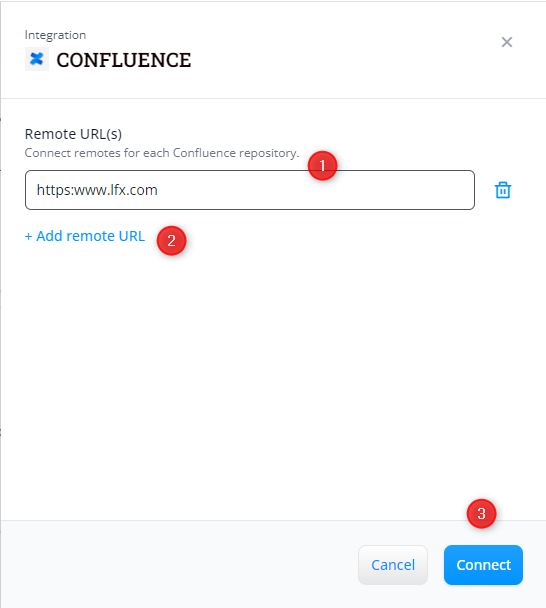 Integration
CONFLUENCE
Remote URL(s)
Connect remotes for each Confluence repository.
1
https:www.lfx.com
+ Add remote URL
2
3
Cancel
Connect